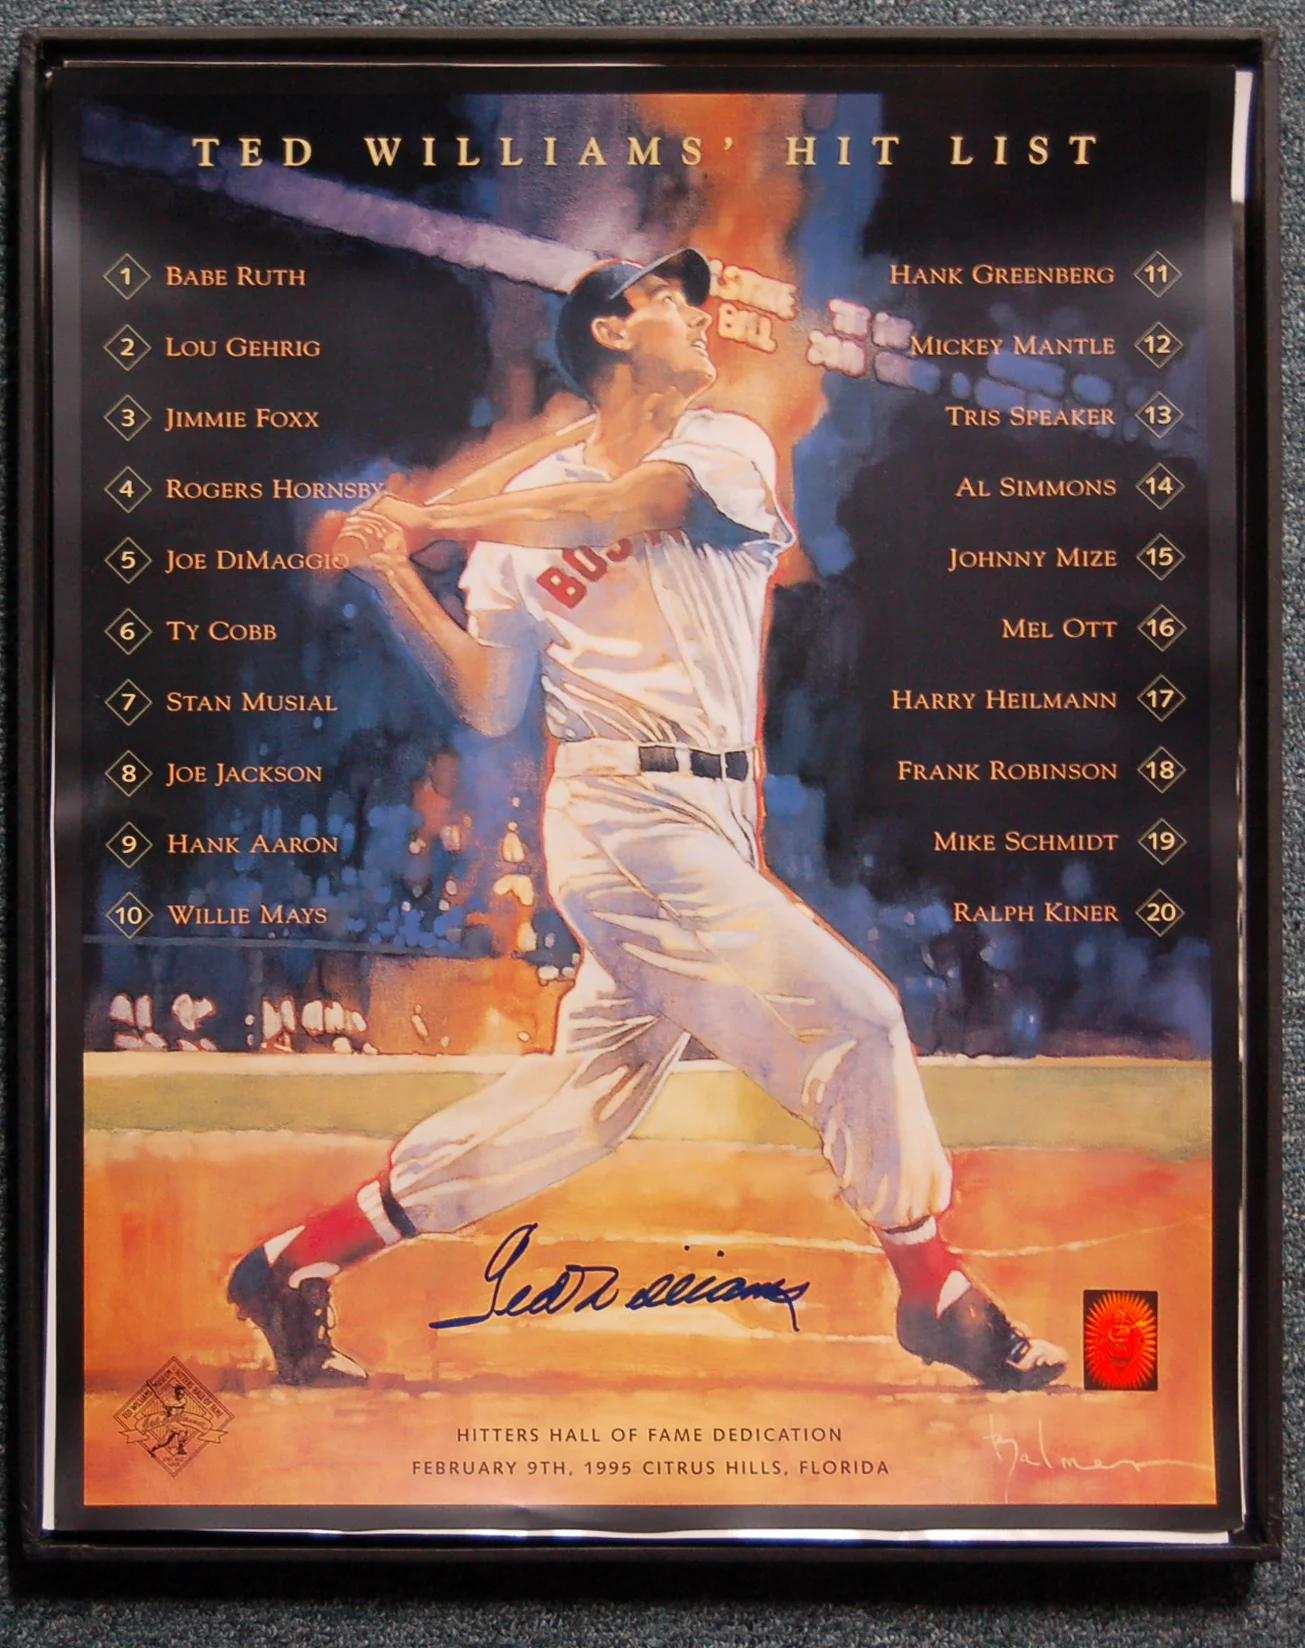 TED WILLIAMS' HIT LIST
1 BABE RUTH
2 LOU GEHRIG
3 JIMMIE FOXX
4 ROGERS HORNSBY
5 JOE DIMAGGIO
6 TY COBB
7 STAN MUSIAL
8 JOE JACKSON
9 HANK AARON
10 WILLIE MAYS
HANK GREENBERG 11
MICKEY MANTLE 12
TRIS SPEAKER 13
AL SIMMONS 14
JOHNNY MIZE 15
MEL OTT 16
HARRY HEILMANN 17
FRANK ROBINSON 18
MIKE SCHMIDT 19
RALPH KINER 20
STRIKE
BALL
BOST
Ted Williams
HITTERS HALL OF FAME DEDICATION
FEBRUARY 9TH, 1995 CITRUS HILLS, FLORIDA